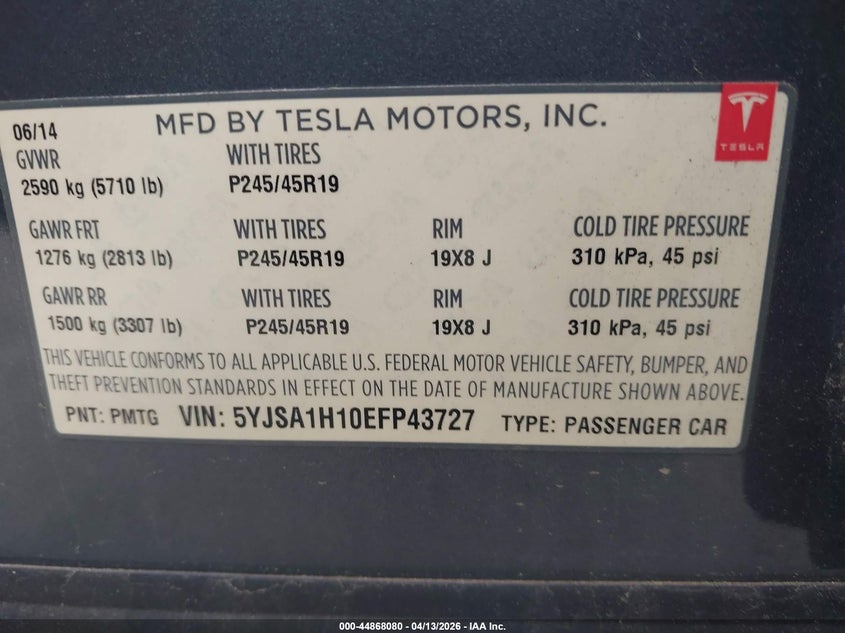 06/14
MFD BY TESLA MOTORS, INC.
TESLA
GVWR WITH TIRES
2590 kg (5710 lb) P245/45R19
GAWR FRT WITH TIRES RIM COLD TIRE PRESSURE
1276 kg (2813 lb) P245/45R19 19X8 J 310 kPa, 45 psi
GAWR RR WITH TIRES RIM COLD TIRE PRESSURE
1500 kg (3307 lb) P245/45R19 19X8 J 310 kPa, 45 psi
THIS VEHICLE CONFORMS TO ALL APPLICABLE U.S. FEDERAL MOTOR VEHICLE SAFETY, BUMPER, AND
THEFT PREVENTION STANDARDS IN EFFECT ON THE DATE OF MANUFACTURE SHOWN ABOVE.
PNT: PMTG VIN: 5YJSA1H10EFP43727 TYPE: PASSENGER CAR
000-44868080 - 04/13/2026 - IAA Inc.